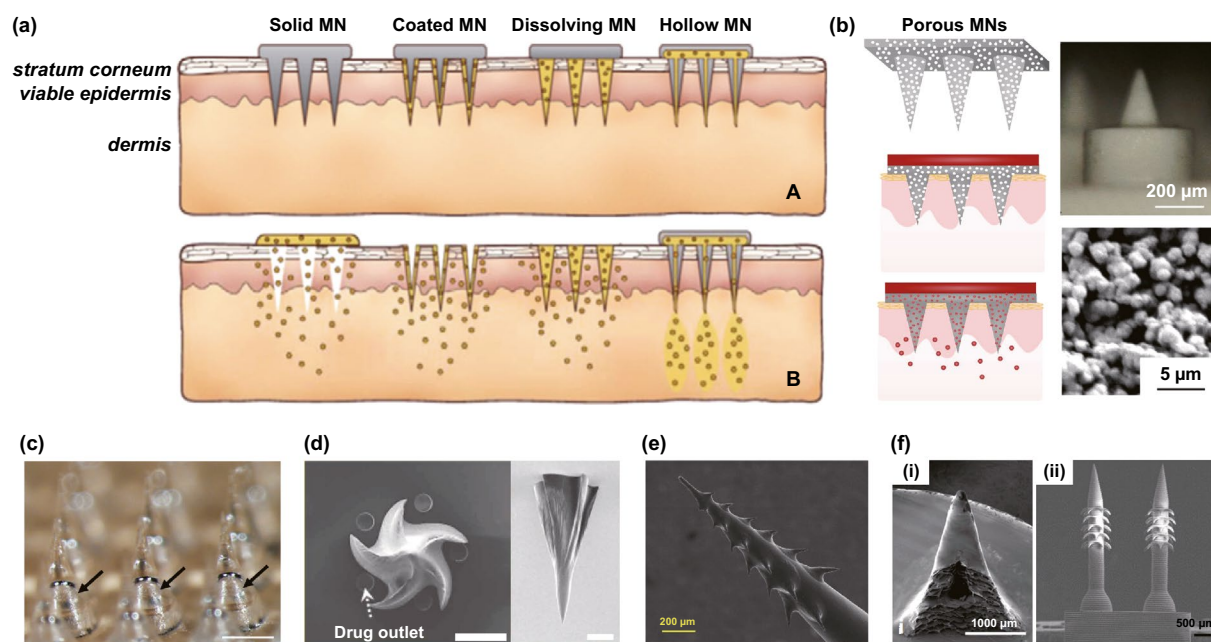 (a)
Solid MN
Coated MN
Dissolving MN
Hollow MN
stratum corneum
viable epidermis
dermis
A
B
(b)
Porous MNs
200 μm
5 μm
(c)
(d)
Drug outlet
(e)
200 μm
(f)
(i)
i
1000 μm
(ii)
500